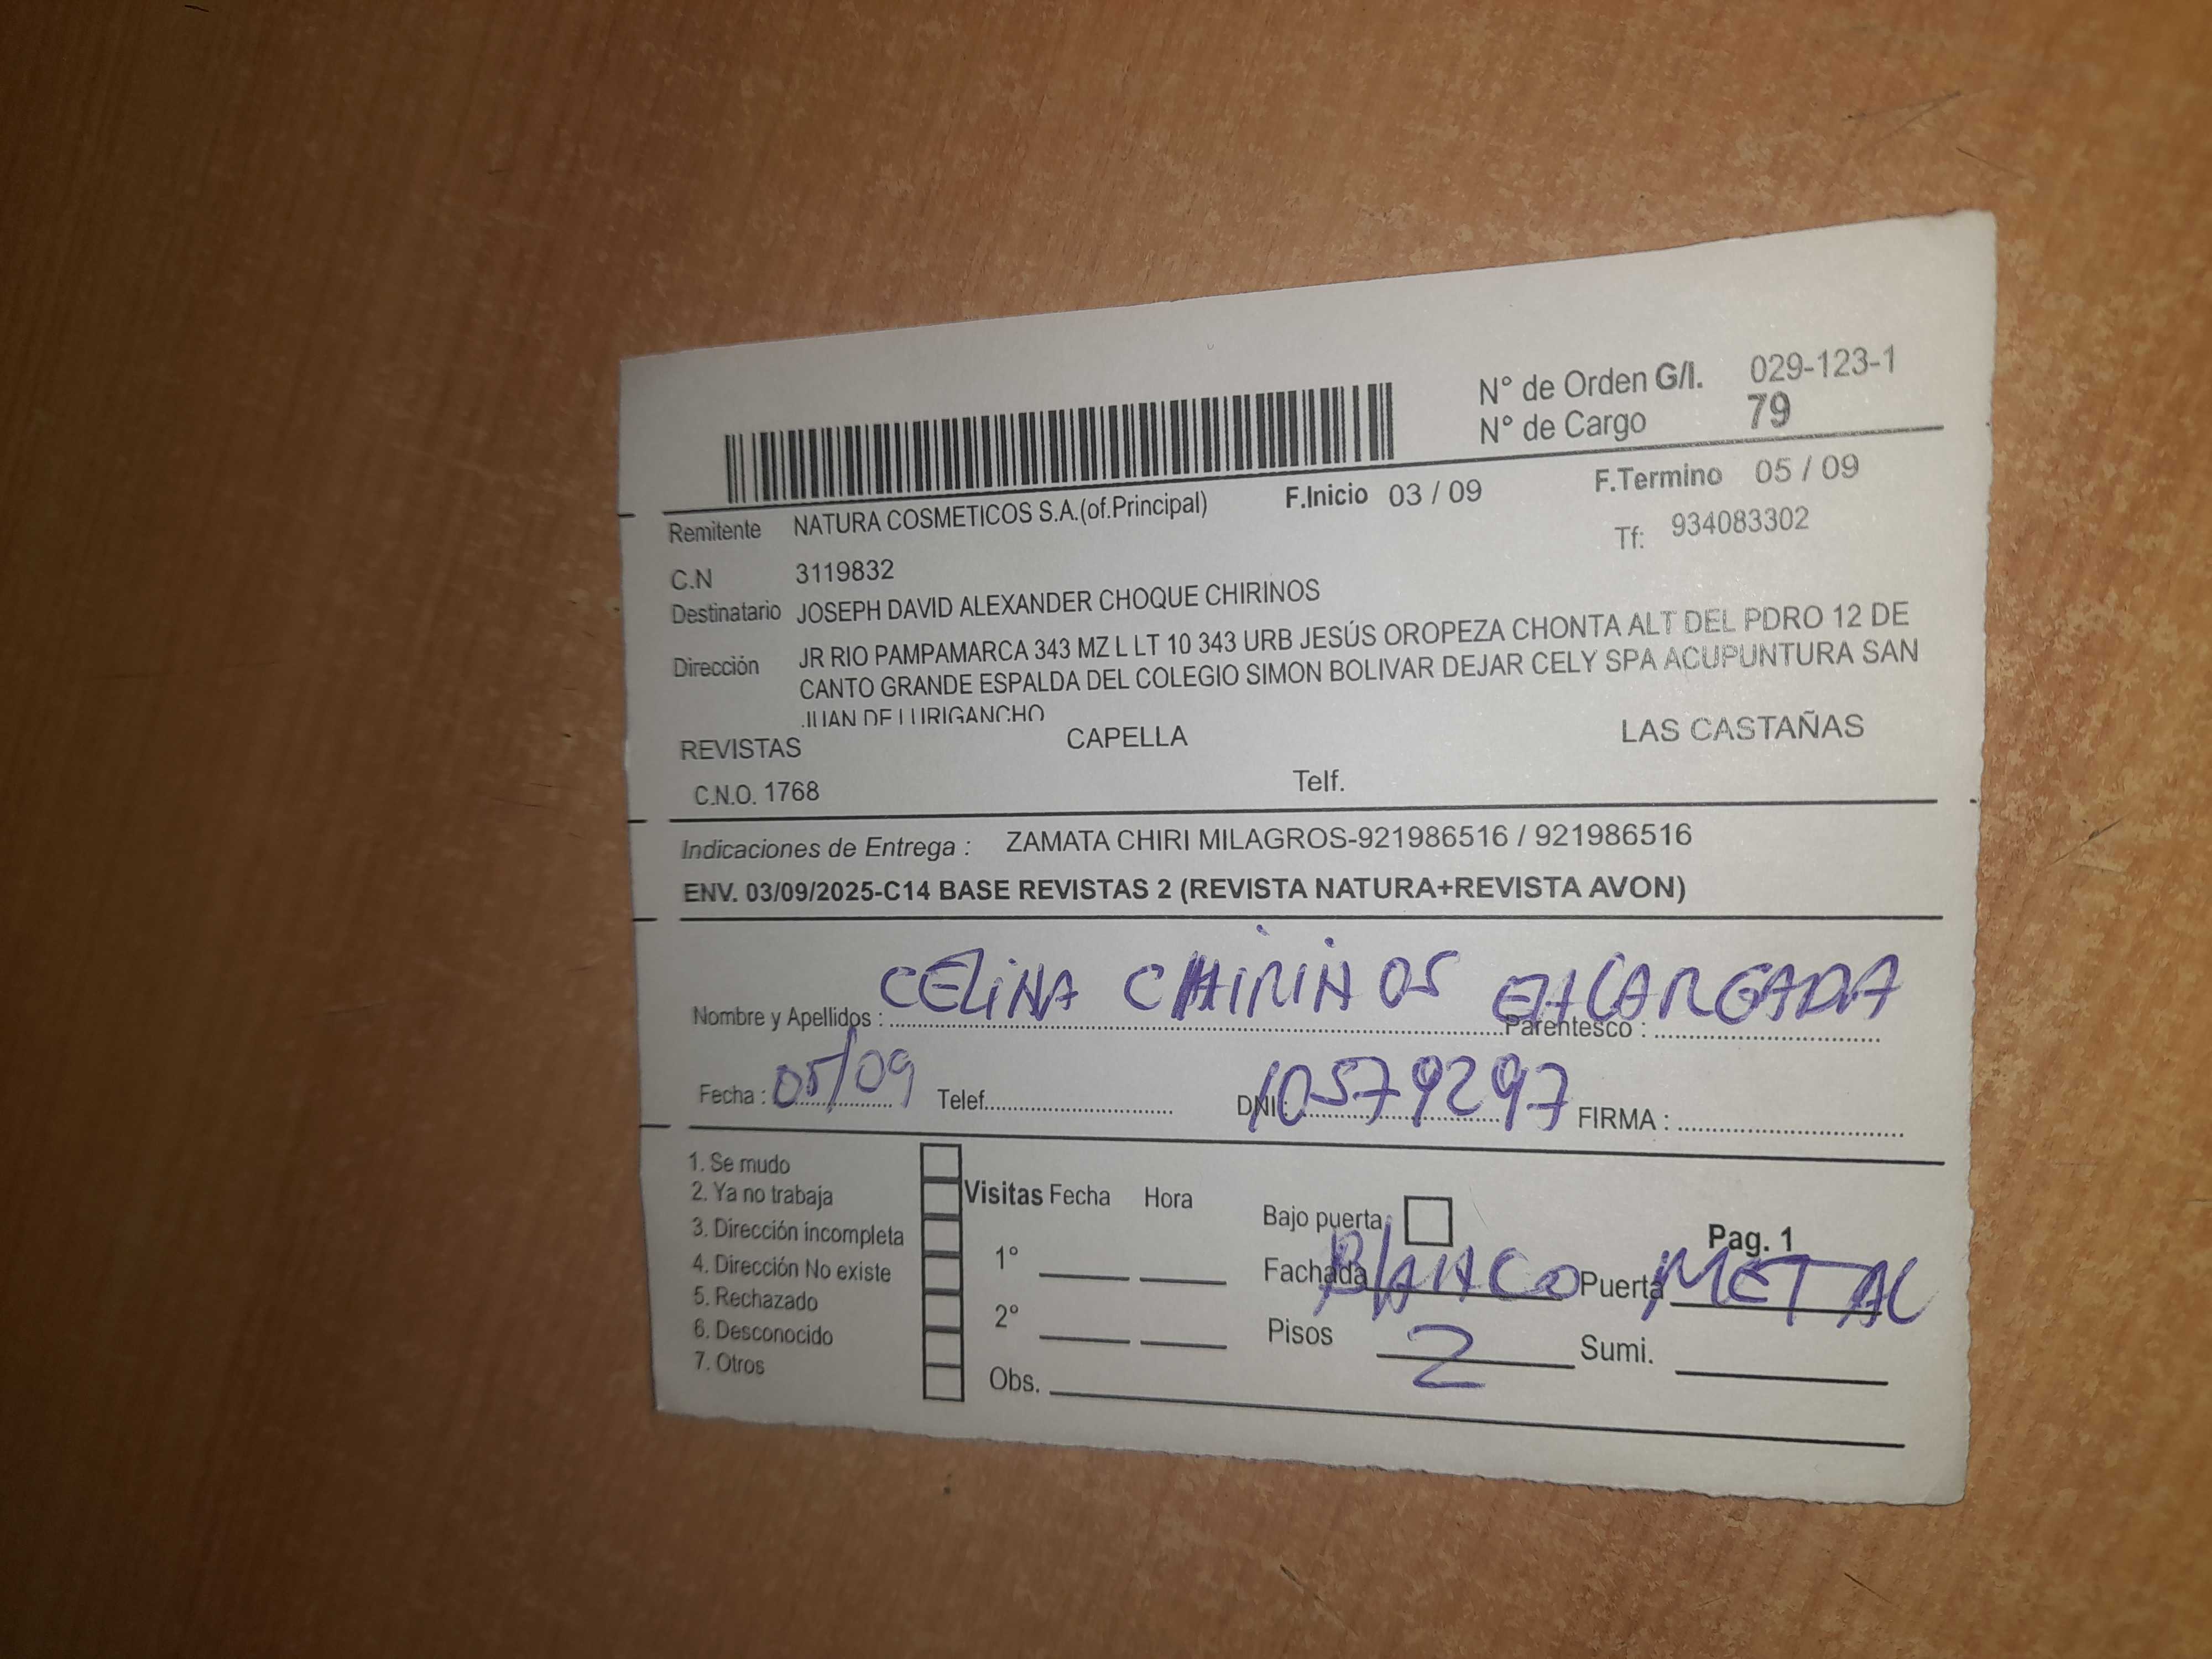 N° de Orden G/I. 029-123-1
N° de Cargo 79
Remitente NATURA COSMETICOS S.A.(of.Principal) F.Inicio 03 / 09 F.Termino 05 / 09
C.N 3119832 Tf: 934083302
Destinatario JOSEPH DAVID ALEXANDER CHOQUE CHIRINOS
Dirección JR RIO PAMPAMARCA 343 MZ L LT 10 343 URB JESÚS OROPEZA CHONTA ALT DEL PDRO 12 DE
CANTO GRANDE ESPALDA DEL COLEGIO SIMON BOLIVAR DEJAR CELY SPA ACUPUNTURA SAN
JUAN DE LURIGANCHO
REVISTAS CAPELLA LAS CASTAÑAS
C.N.O. 1768 Telf.
Indicaciones de Entrega : ZAMATA CHIRI MILAGROS-921986516 / 921986516
ENV. 03/09/2025-C14 BASE REVISTAS 2 (REVISTA NATURA+REVISTA AVON)
Nombre y Apellidos : CELINA CHIRINOS Parentesco : ENCARGADA
Fecha : 05/09 Telef. DNI: 10579297 FIRMA :
1. Se mudo
2. Ya no trabaja
3. Dirección incompleta
4. Dirección No existe
5. Rechazado
6. Desconocido
7. Otros
Visitas Fecha Hora
1°
2°
Obs.
Bajo puerta Pag. 1
Fachada BlANCO Puerta METAL
Pisos 2 Sumi.